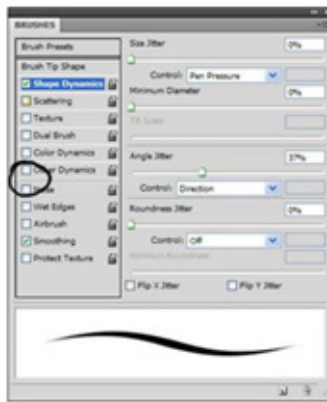 BRUSHES
Brush Presets
Brush Tip Shape
Shape Dynamics
Scattering
Texture
Dual Brush
Color Dynamics
Dynamics
Wet Edges
Airbrush
Smoothing
Protect Texture
Size Jitter 0%
Control: Pen Pressure
Minimum Diameter 0%
Tilt Scale
Angle Jitter 37%
Control: Direction
Roundness Jitter 0%
Control: Off
Minimum Roundness
Flip X Jitter Flip Y Jitter